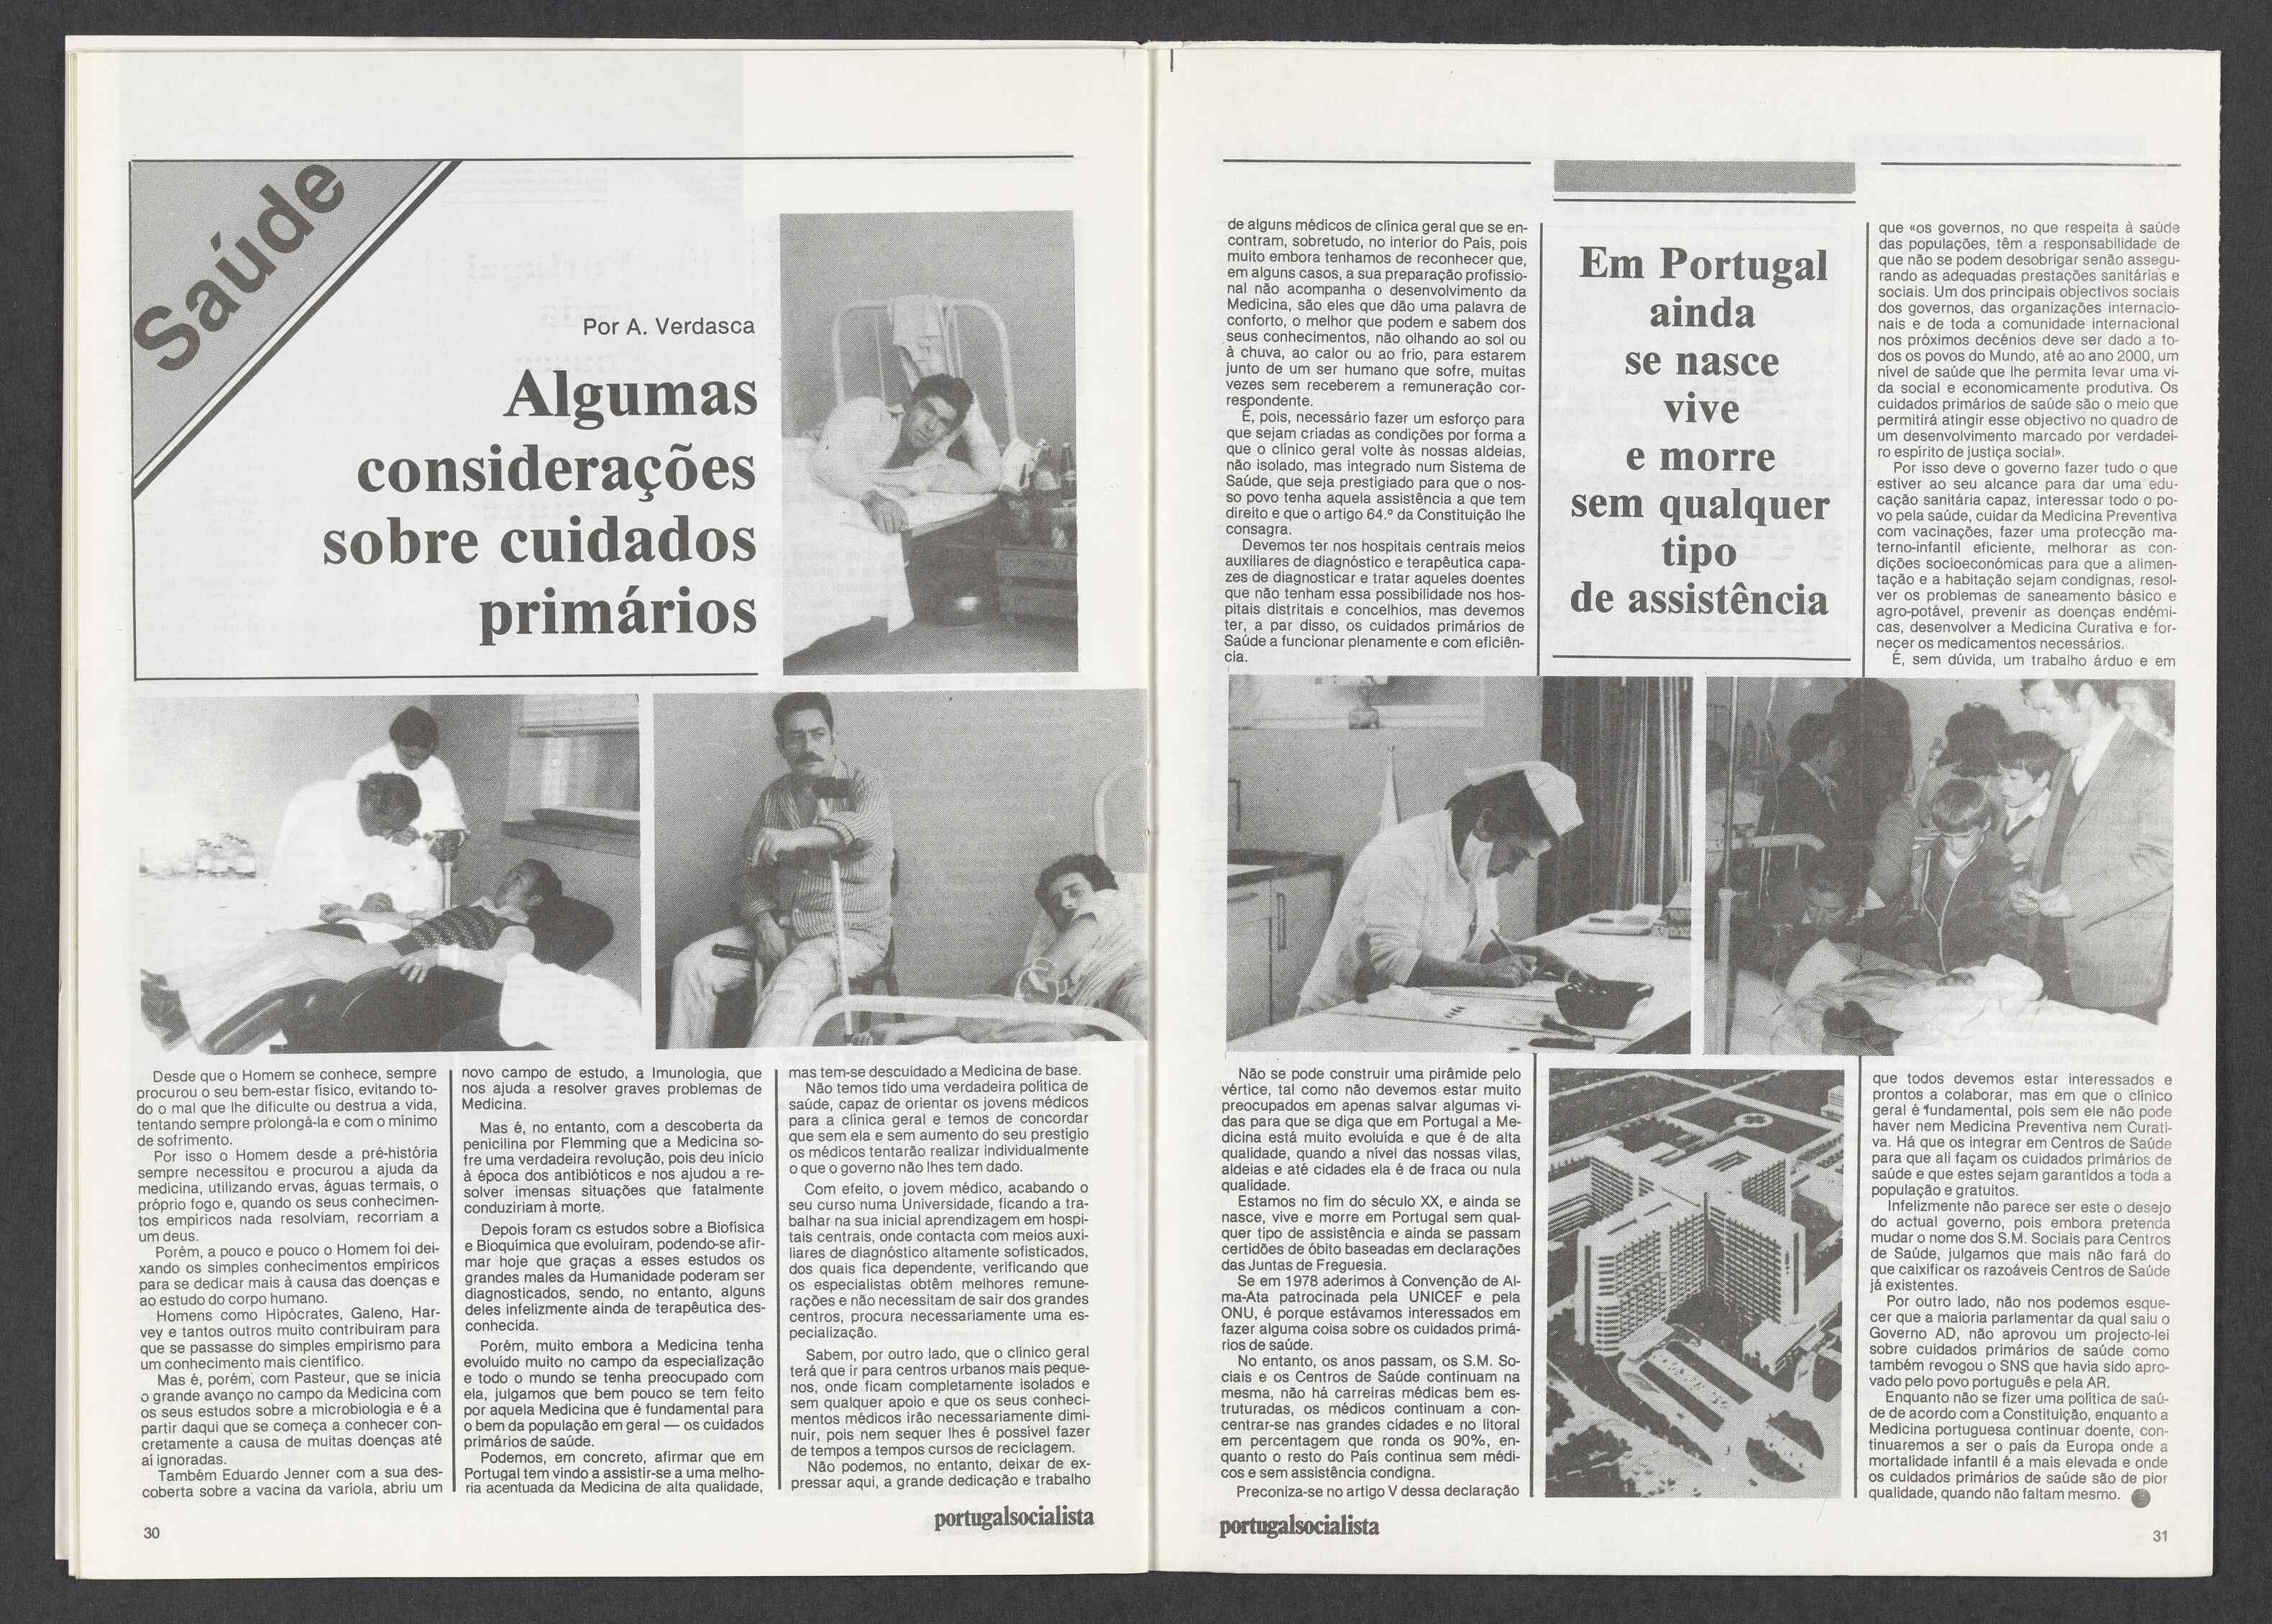 Saúde
Por A. Verdasca
Algumas
considerações
sobre cuidados
primários
Desde que o Homem se conhece, sempre
procurou o seu bem-estar físico, evitando to-
do o mal que lhe dificulte ou destrua a vida,
tentando sempre prolongá-la e com o mínimo
de sofrimento.
Por isso o Homem desde a pré-história
sempre necessitou e procurou a ajuda da
medicina, utilizando ervas, águas termais, o
próprio fogo e, quando os seus conhecimen-
tos empíricos nada resolviam, recorriam a
um deus.
Porém, a pouco e pouco o Homem foi dei-
xando os simples conhecimentos empíricos
para se dedicar mais à causa das doenças e
ao estudo do corpo humano.
Homens como Hipócrates, Galeno, Har-
vey e tantos outros muito contribuiram para
que se passasse do simples empirismo para
um conhecimento mais científico.
Mas é, porém, com Pasteur, que se inicia
o grande avanço no campo da Medicina com
os seus estudos sobre a microbiologia e é a
partir daqui que se começa a conhecer con-
cretamente a causa de muitas doenças até
aí ignoradas.
Também Eduardo Jenner com a sua des-
coberta sobre a vacina da varíola, abriu um
novo campo de estudo, a Imunologia, que
nos ajuda a resolver graves problemas de
Medicina.
Mas é, no entanto, com a descoberta da
penicilina por Flemming que a Medicina so-
fre uma verdadeira revolução, pois deu início
à época dos antibióticos e nos ajudou a re-
solver imensas situações que fatalmente
conduziriam à morte.
Depois foram cs estudos sobre a Biofísica
e Bioquímica que evoluiram, podendo-se afir-
mar hoje que graças a esses estudos os
grandes males da Humanidade poderam ser
diagnosticados, sendo, no entanto, alguns
deles infelizmente ainda de terapêutica des-
conhecida.
Porém, muito embora a Medicina tenha
evoluído muito no campo da especialização
e todo o mundo se tenha preocupado com
ela, julgamos que bem pouco se tem feito
por aquela Medicina que é fundamental para
o bem da população em geral — os cuidados
primários de saúde.
Podemos, em concreto, afirmar que em
Portugal tem vindo a assistir-se a uma melho-
ria acentuada da Medicina de alta qualidade,
mas tem-se descuidado a Medicina de base.
Não temos tido uma verdadeira política de
saúde, capaz de orientar os jovens médicos
para a clínica geral e temos de concordar
que sem ela e sem aumento do seu prestígio
os médicos tentarão realizar individualmente
o que o governo não lhes tem dado.
Com efeito, o jovem médico, acabando o
seu curso numa Universidade, ficando a tra-
balhar na sua inicial aprendizagem em hospi-
tais centrais, onde contacta com meios auxi-
liares de diagnóstico altamente sofisticados,
dos quais fica dependente, verificando que
os especialistas obtêm melhores remune-
rações e não necessitam de sair dos grandes
centros, procura necessariamente uma es-
pecialização.
Sabem, por outro lado, que o clínico geral
terá que ir para centros urbanos mais peque-
nos, onde ficam completamente isolados e
sem qualquer apoio e que os seus conheci-
mentos médicos irão necessariamente dimi-
nuir, pois nem sequer lhes é possível fazer
de tempos a tempos cursos de reciclagem.
Não podemos, no entanto, deixar de ex-
pressar aqui, a grande dedicação e trabalho
30
portugalsocialista
de alguns médicos de clínica geral que se en-
contram, sobretudo, no interior do País, pois
muito embora tenhamos de reconhecer que,
em alguns casos, a sua preparação profissio-
nal não acompanha o desenvolvimento da
Medicina, são eles que dão uma palavra de
conforto, o melhor que podem e sabem dos
seus conhecimentos, não olhando ao sol ou
à chuva, ao calor ou ao frio, para estarem
junto de um ser humano que sofre, muitas
vezes sem receberem a remuneração cor-
respondente.
É, pois, necessário fazer um esforço para
que sejam criadas as condições por forma a
que o clínico geral volte às nossas aldeias,
não isolado, mas integrado num Sistema de
Saúde, que seja prestigiado para que o nos-
so povo tenha aquela assistência a que tem
direito e que o artigo 64.º da Constituição lhe
consagra.
Devemos ter nos hospitais centrais meios
auxiliares de diagnóstico e terapêutica capa-
zes de diagnosticar e tratar aqueles doentes
que não tenham essa possibilidade nos hos-
pitais distritais e concelhios, mas devemos
ter, a par disso, os cuidados primários de
Saúde a funcionar plenamente e com eficiên-
cia.
Não se pode construir uma pirâmide pelo
vértice, tal como não devemos estar muito
preocupados em apenas salvar algumas vi-
das para que se diga que em Portugal a Me-
dicina está muito evoluída e que é de alta
qualidade, quando a nível das nossas vilas,
aldeias e até cidades ela é de fraca ou nula
qualidade.
Estamos no fim do século XX, e ainda se
nasce, vive e morre em Portugal sem qual-
quer tipo de assistência e ainda se passam
certidões de óbito baseadas em declarações
das Juntas de Freguesia.
Se em 1978 aderimos à Convenção de Al-
ma-Ata patrocinada pela UNICEF e pela
ONU, é porque estávamos interessados em
fazer alguma coisa sobre os cuidados primá-
rios de saúde.
No entanto, os anos passam, os S.M. So-
ciais e os Centros de Saúde continuam na
mesma, não há carreiras médicas bem es-
truturadas, os médicos continuam a con-
centrar-se nas grandes cidades e no litoral
em percentagem que ronda os 90%, en-
quanto o resto do País continua sem médi-
cos e sem assistência condigna.
Preconiza-se no artigo V dessa declaração
Em Portugal
ainda
se nasce
vive
e morre
sem qualquer
tipo
de assistência
que «os governos, no que respeita à saúde
das populações, têm a responsabilidade de
que não se podem desobrigar senão assegu-
rando as adequadas prestações sanitárias e
sociais. Um dos principais objectivos sociais
dos governos, das organizações internacio-
nais e de toda a comunidade internacional
nos próximos decénios deve ser dado a to-
dos os povos do Mundo, até ao ano 2000, um
nível de saúde que lhe permita levar uma vi-
da social e economicamente produtiva. Os
cuidados primários de saúde são o meio que
permitirá atingir esse objectivo no quadro de
um desenvolvimento marcado por verdadei-
ro espírito de justiça social».
Por isso deve o governo fazer tudo o que
estiver ao seu alcance para dar uma edu-
cação sanitária capaz, interessar todo o po-
vo pela saúde, cuidar da Medicina Preventiva
com vacinações, fazer uma protecção ma-
terno-infantil eficiente, melhorar as con-
dições socioeconómicas para que a alimen-
tação e a habitação sejam condignas, resol-
ver os problemas de saneamento básico e
agro-potável, prevenir as doenças endémi-
cas, desenvolver a Medicina Curativa e for-
necer os medicamentos necessários.
É, sem dúvida, um trabalho árduo e em
que todos devemos estar interessados e
prontos a colaborar, mas em que o clínico
geral é fundamental, pois sem ele não pode
haver nem Medicina Preventiva nem Curati-
va. Há que os integrar em Centros de Saúde
para que ali façam os cuidados primários de
saúde e que estes sejam garantidos a toda a
população e gratuitos.
Infelizmente não parece ser este o desejo
do actual governo, pois embora pretenda
mudar o nome dos S.M. Sociais para Centros
de Saúde, julgamos que mais não fará do
que caixificar os razoáveis Centros de Saúde
já existentes.
Por outro lado, não nos podemos esque-
cer que a maioria parlamentar da qual saiu o
Governo AD, não aprovou um projecto-lei
sobre cuidados primários de saúde como
também revogou o SNS que havia sido apro-
vado pelo povo português e pela AR.
Enquanto não se fizer uma política de saú-
de de acordo com a Constituição, enquanto a
Medicina portuguesa continuar doente, con-
tinuaremos a ser o país da Europa onde a
mortalidade infantil é a mais elevada e onde
os cuidados primários de saúde são de pior
qualidade, quando não faltam mesmo.
portugalsocialista
31